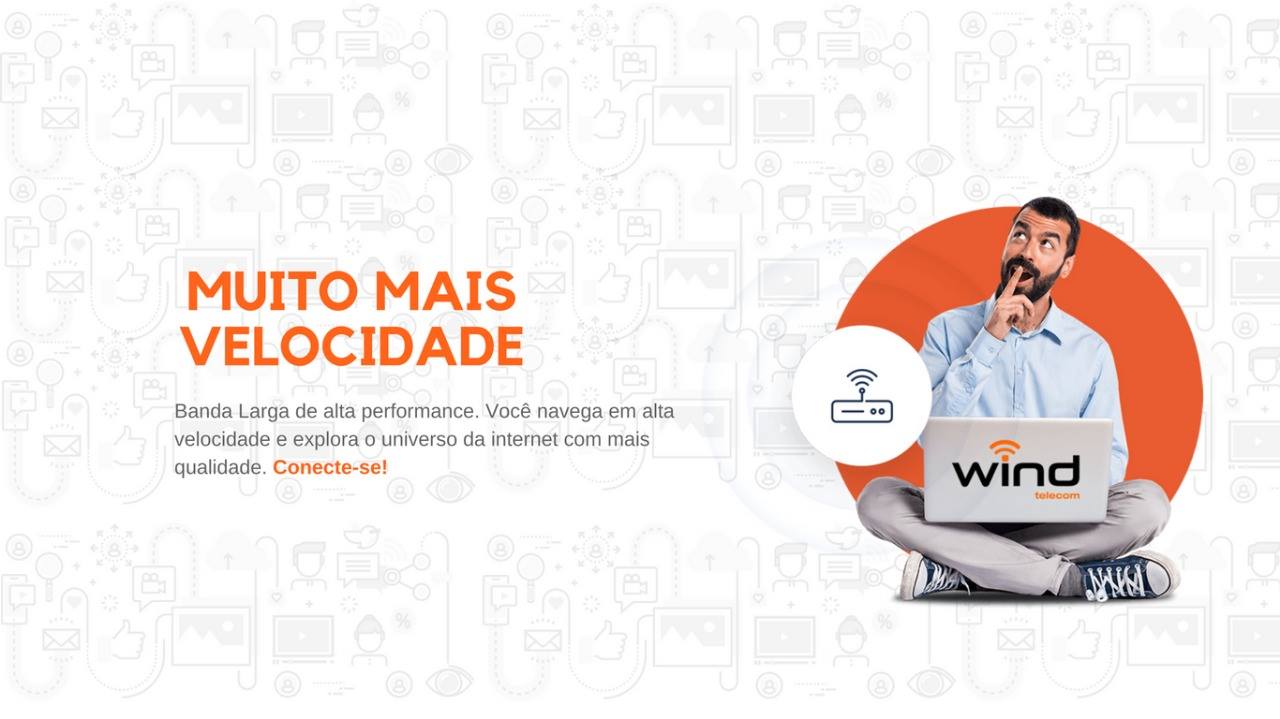 MUITO MAIS
VELOCIDADE
Banda Larga de alta performance. Você navega em alta
velocidade e explora o universo da internet com mais
qualidade. Conecte-se!
wind
telecom